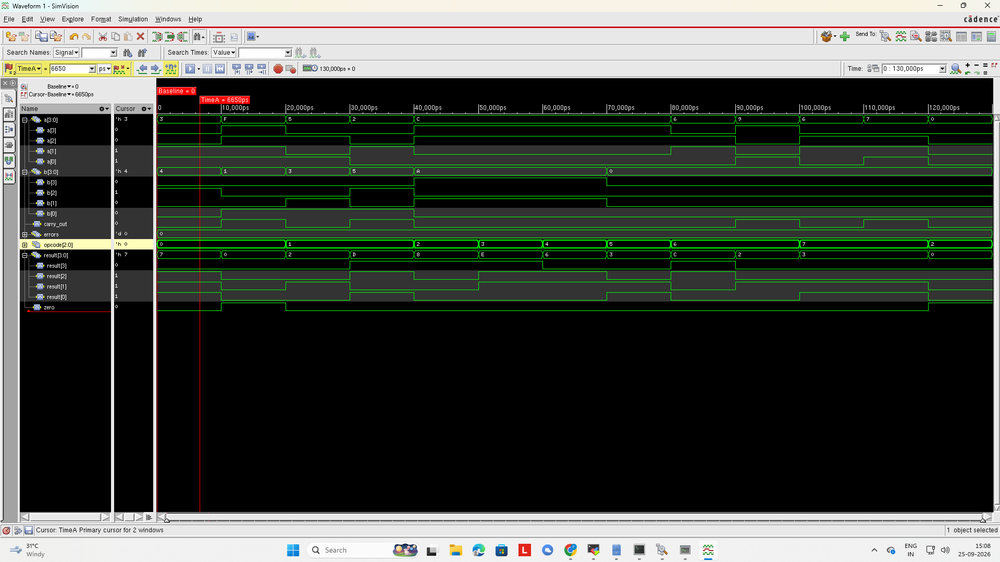 Waveform 1 - SimVision
File Edit View Explore Format Simulation Windows Help
cādence
Send To:
Search Names: Signal Search Times: Value
TimeA = 6650 ps 130,000ps + 0 Time: 0 : 130,000ps
Baseline = 0
Cursor-Baseline = 6650ps
Baseline = 0
TimeA = 6650ps
Name Cursor 0 10,000ps 20,000ps 30,000ps 40,000ps 50,000ps 60,000ps 70,000ps 80,000ps 90,000ps 100,000ps 110,000ps 120,000ps
a[3:0] 'h 3 3 F 5 2 C 6 9 6 7 0
a[3] 0
a[2] 0
a[1] 1
a[0] 1
b[3:0] 'h 4 4 1 3 5 A 0
b[3] 0
b[2] 1
b[1] 0
b[0] 0
carry_out 0
errors 'd 0 0
opcode[2:0] 'h 0 0 1 2 3 4 5 6 7 2
result[3:0] 'h 7 7 0 2 D 8 E 6 3 C 2 3 0
result[3] 0
result[2] 1
result[1] 1
result[0] 1
zero 0
Cursor: TimeA Primary cursor for 2 windows 1 object selected
31°C
Windy
Search
L
ENG
IN
15:08
25-09-2026